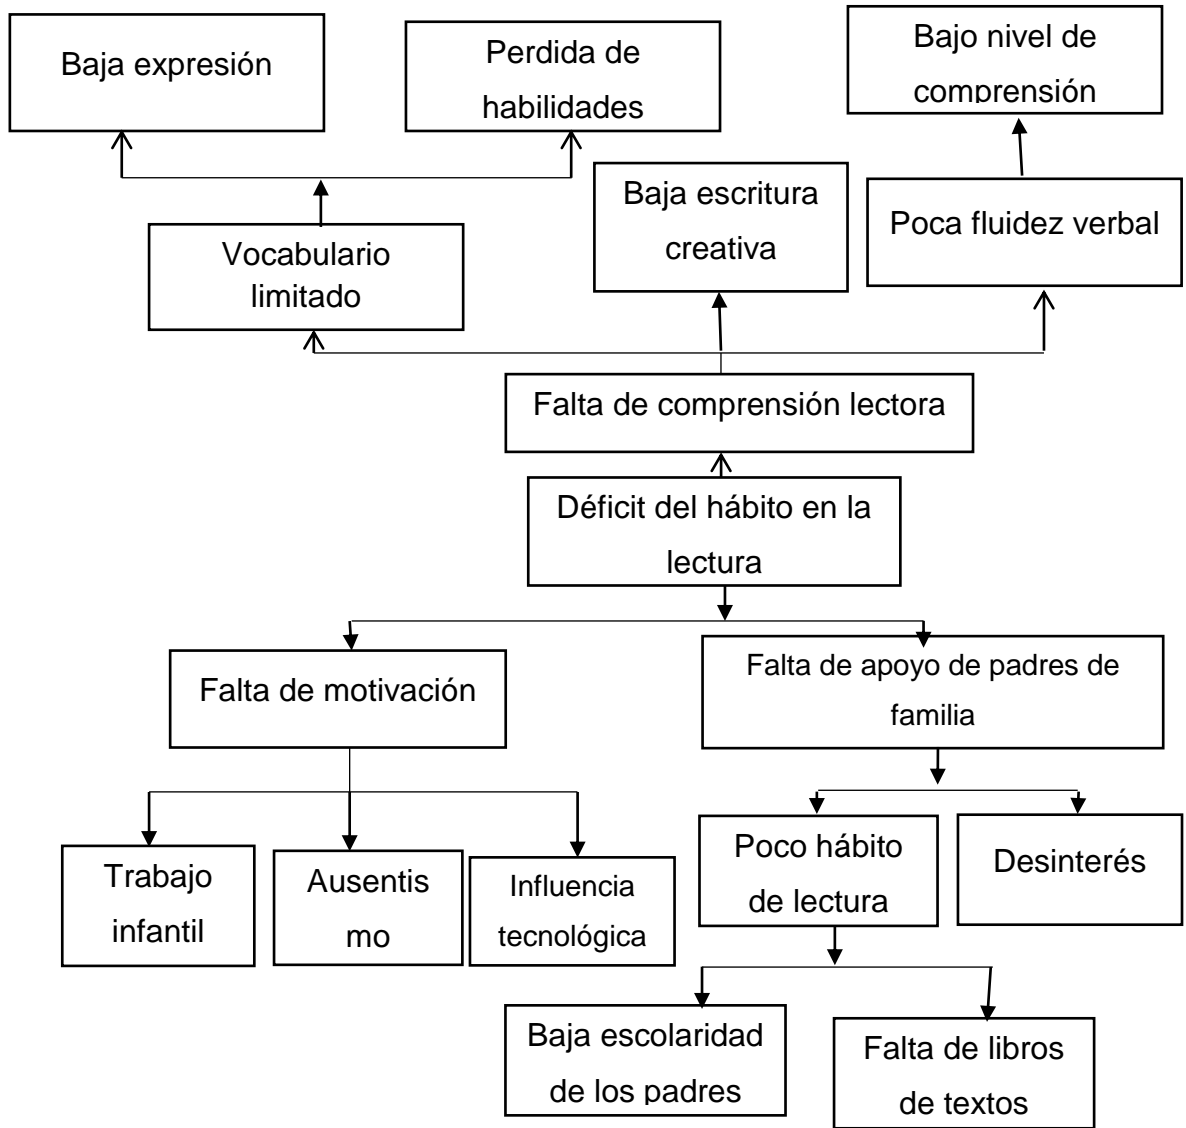 Baja expresión
Perdida de
habilidades
Bajo nivel de
comprensión
Baja escritura
creativa
Poca fluidez verbal
Vocabulario
limitado
Falta de comprensión lectora
Déficit del hábito en la
lectura
Falta de motivación
Falta de apoyo de padres de
familia
Trabajo
infantil
Ausentis
mo
Influencia
tecnológica
Poco hábito
de lectura
Desinterés
Baja escolaridad
de los padres
Falta de libros
de textos